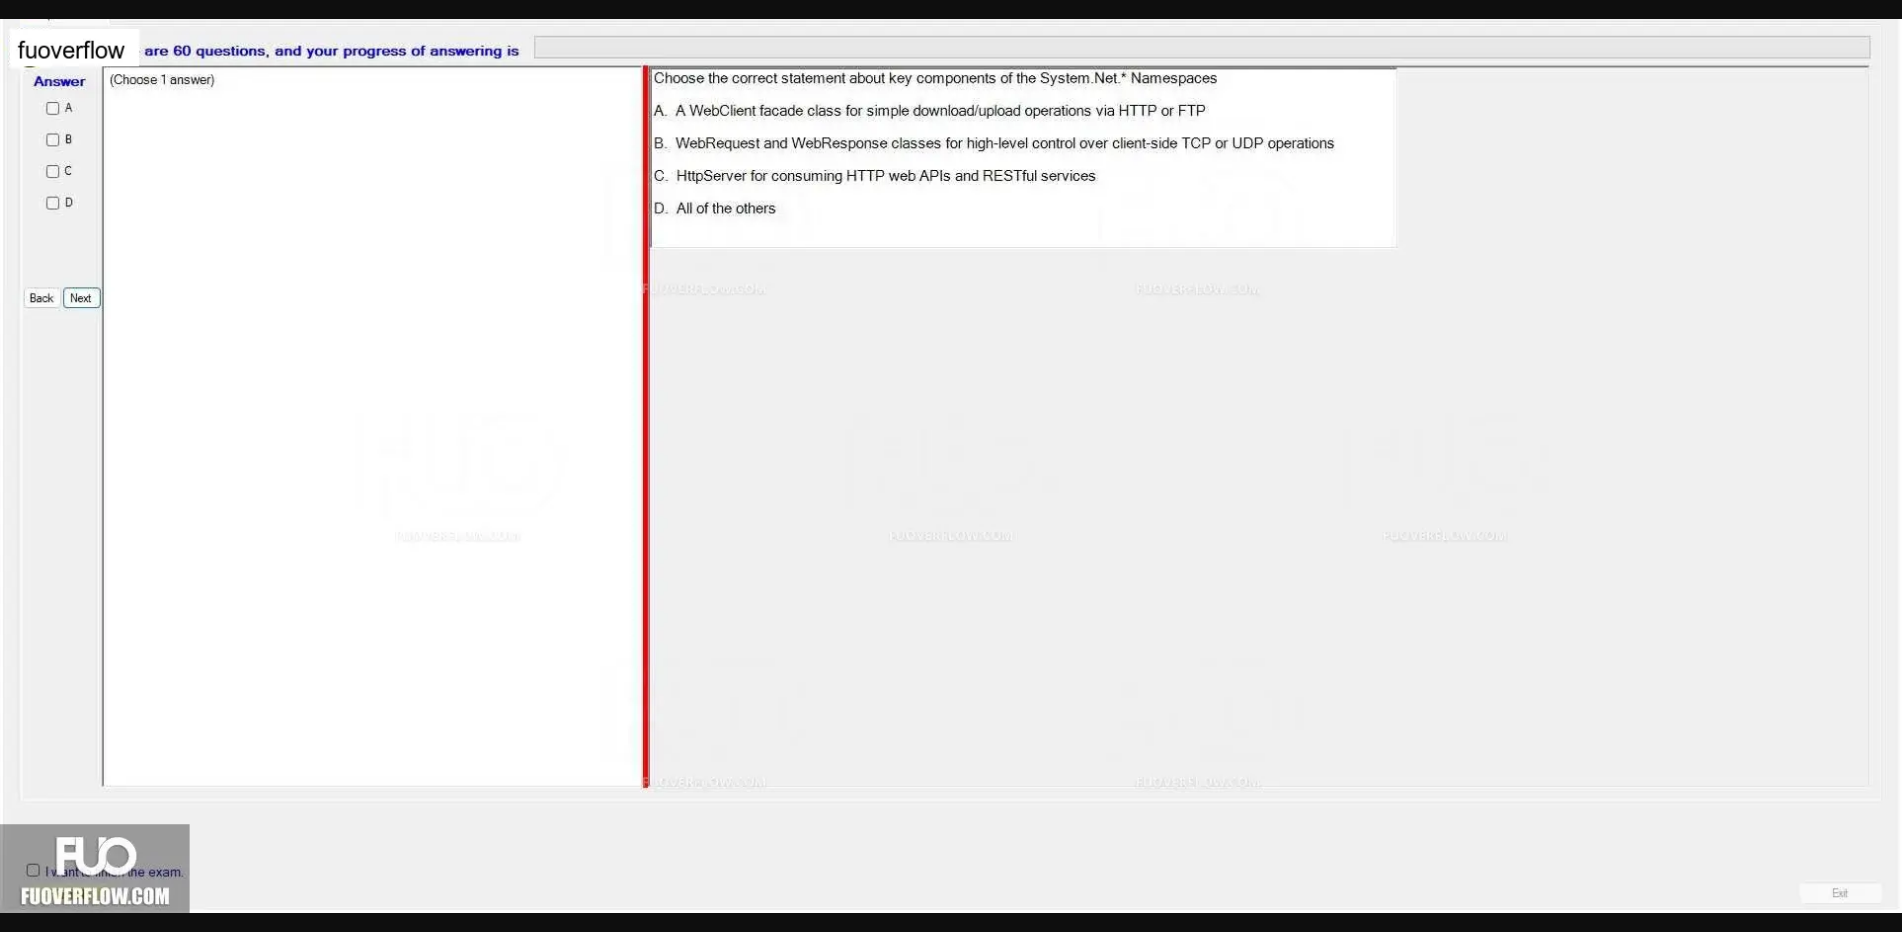 fuoverflow are 60 questions, and your progress of answering is
Answer
(Choose 1 answer)
A
B
C
D
Back Next
Choose the correct statement about key components of the System.Net.* Namespaces
A. A WebClient facade class for simple download/upload operations via HTTP or FTP
B. WebRequest and WebResponse classes for high-level control over client-side TCP or UDP operations
C. HttpServer for consuming HTTP web APIs and RESTful services
D. All of the others
FUOVERFLOW.COM FUOVERFLOW.COM
FUOVERFLOW.COM FUOVERFLOW.COM FUOVERFLOW.COM
FUOVERFLOW.COM FUOVERFLOW.COM
FUO
I want to finish the exam.
FUOVERFLOW.COM
Exit